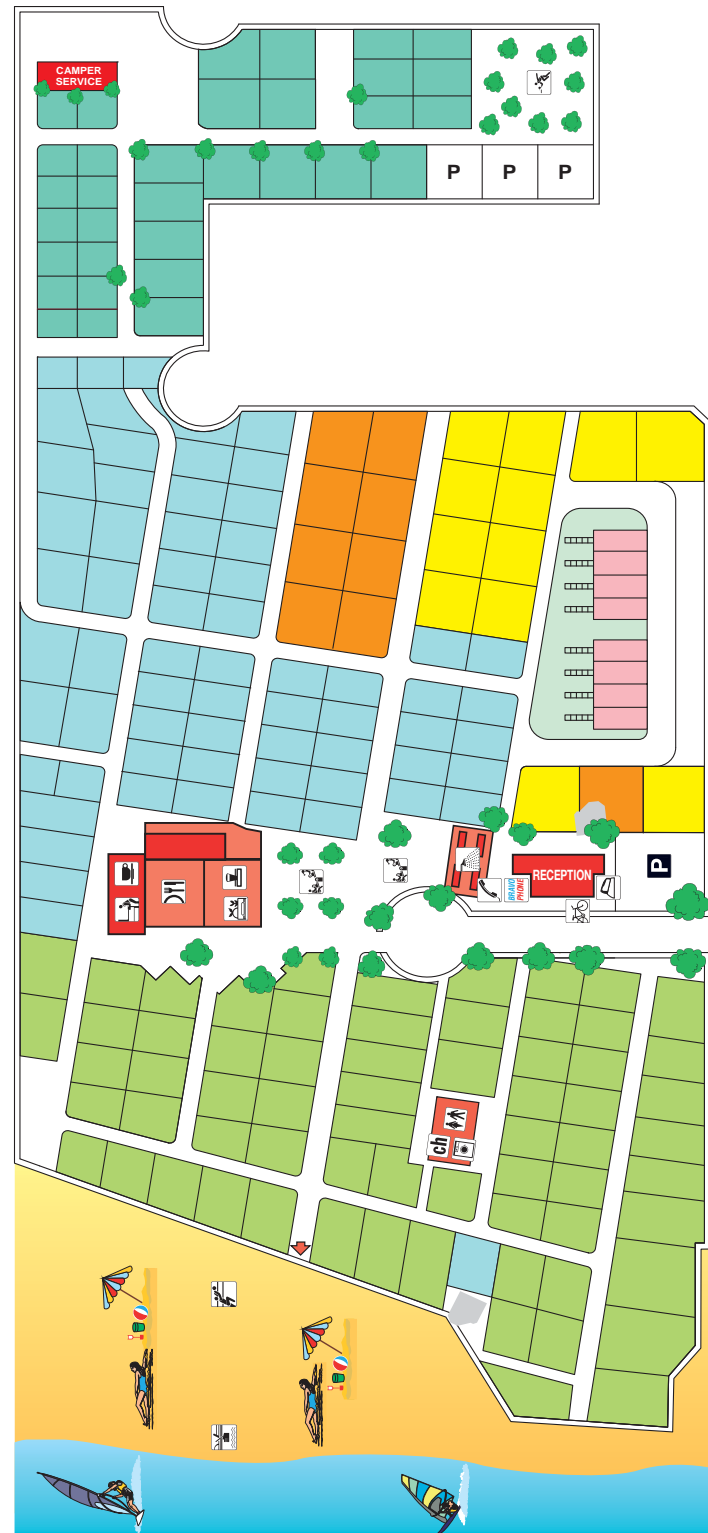 CAMPER
SERVICE
P
P
P
BRAVO
PHONE
RECEPTION
P
ch